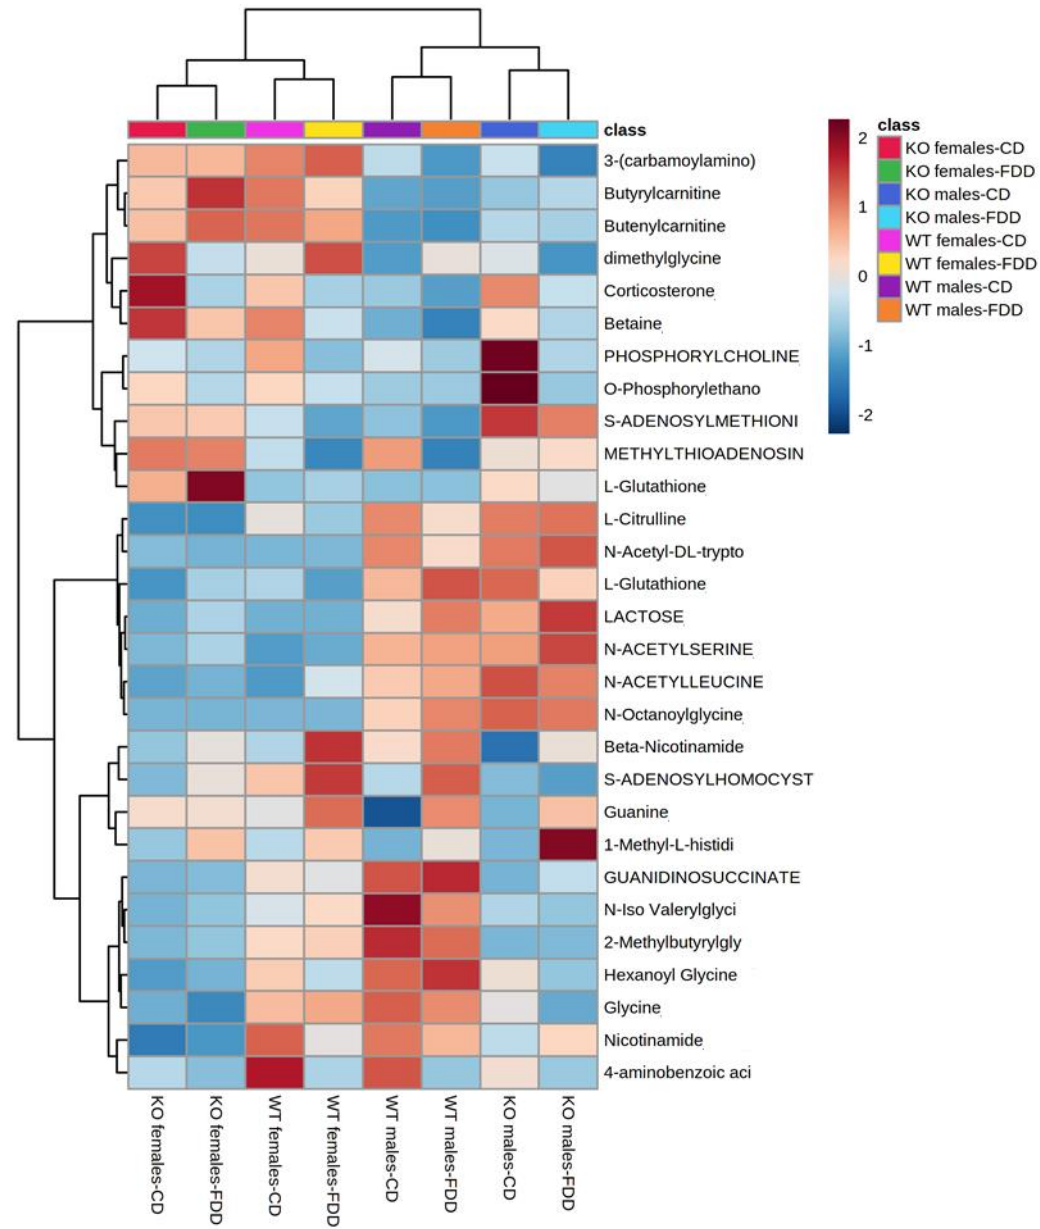 class
3-(carbamoylamino)
Butyrylcarnitine
Butenylcarnitine
dimethylglycine
Corticosterone
Betaine
PHOSPHORYLCHOLINE
O-Phosphorylethano
S-ADENOSYLMETHIONI
METHYLTHIOADENOSIN
L-Glutathione
L-Citrulline
N-Acetyl-DL-trypto
L-Glutathione
LACTOSE
N-ACETYLSERINE
N-ACETYLLEUCINE
N-Octanoylglycine
Beta-Nicotinamide
S-ADENOSYLHOMOCYST
Guanine
1-Methyl-L-histidi
GUANIDINOSUCCINATE
N-Iso Valerylglyci
2-Methylbutyrylgly
Hexanoyl Glycine
Glycine
Nicotinamide
4-aminobenzoic aci
KO females-CD
KO females-FDD
WT females-CD
WT females-FDD
WT males-CD
WT males-FDD
KO males-CD
KO males-FDD
2
1
0
-1
-2
class
KO females-CD
KO females-FDD
KO males-CD
KO males-FDD
WT females-CD
WT females-FDD
WT males-CD
WT males-FDD